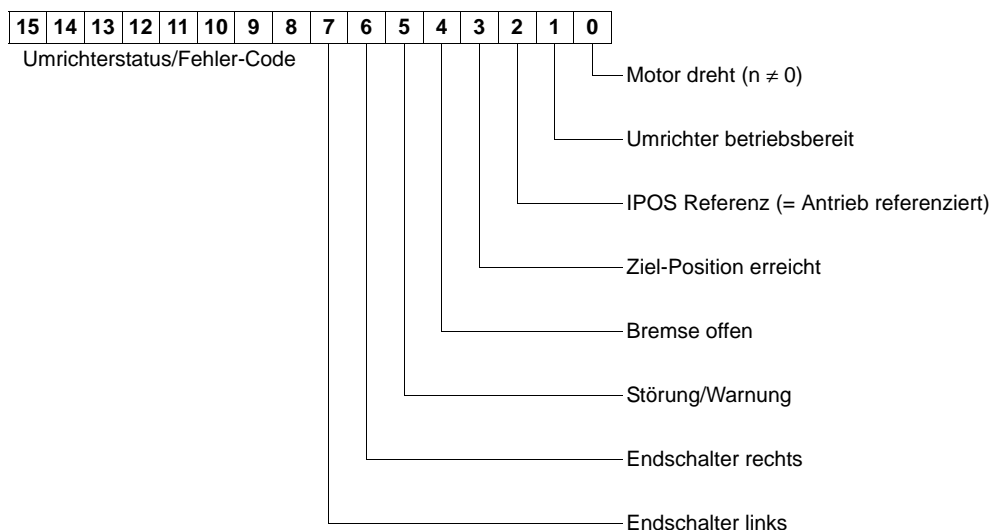 15 14 13 12 11 10 9 8 7 6 5 4 3 2 1 0
Umrichterstatus/Fehler-Code
Motor dreht (n ≠ 0)
Umrichter betriebsbereit
IPOS Referenz (= Antrieb referenziert)
Ziel-Position erreicht
Bremse offen
Störung/Warnung
Endschalter rechts
Endschalter links